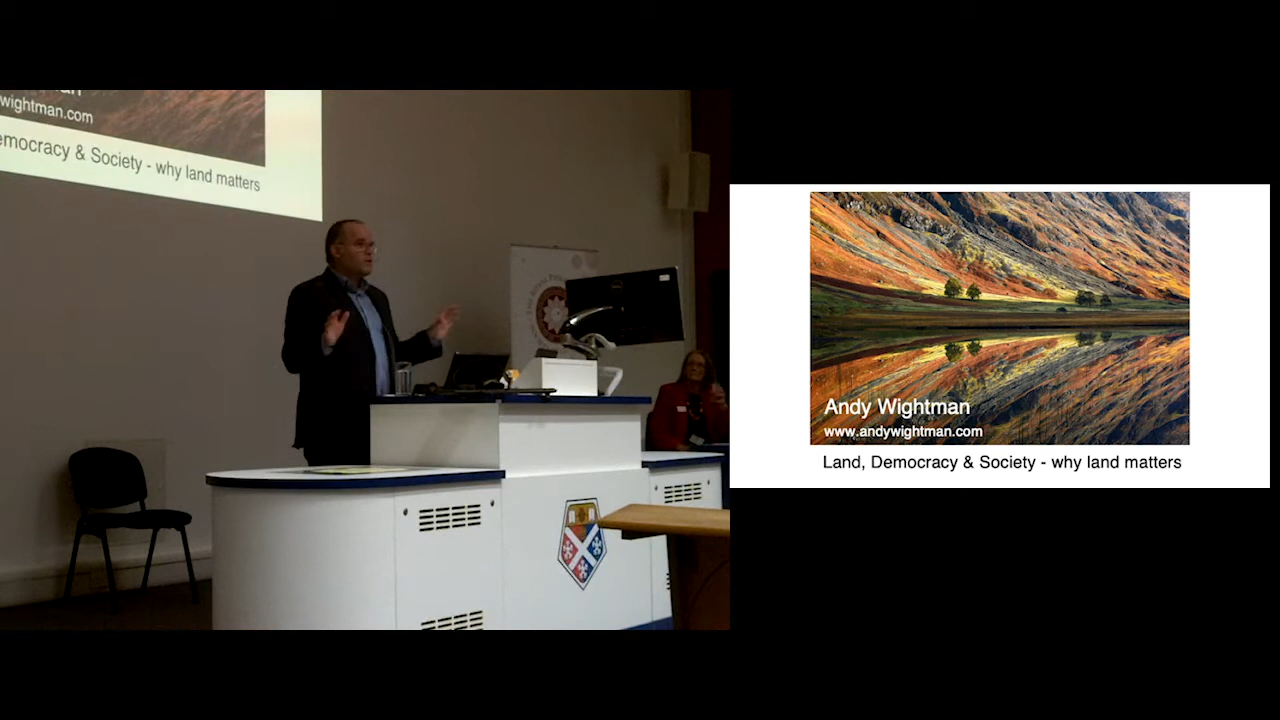 wightman.com
emocracy & Society - why land matters
Andy Wightman
www.andywightman.com
Land, Democracy & Society - why land matters